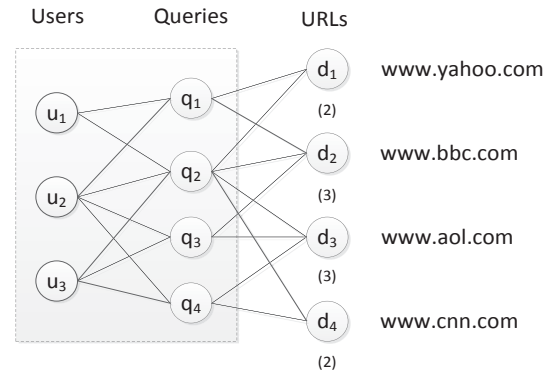 Users Queries URLs
u1 q1 d1 www.yahoo.com
(2)
u2 q2 d2 www.bbc.com
(3)
q3 d3 www.aol.com
u3 (3)
q4 d4 www.cnn.com
(2)